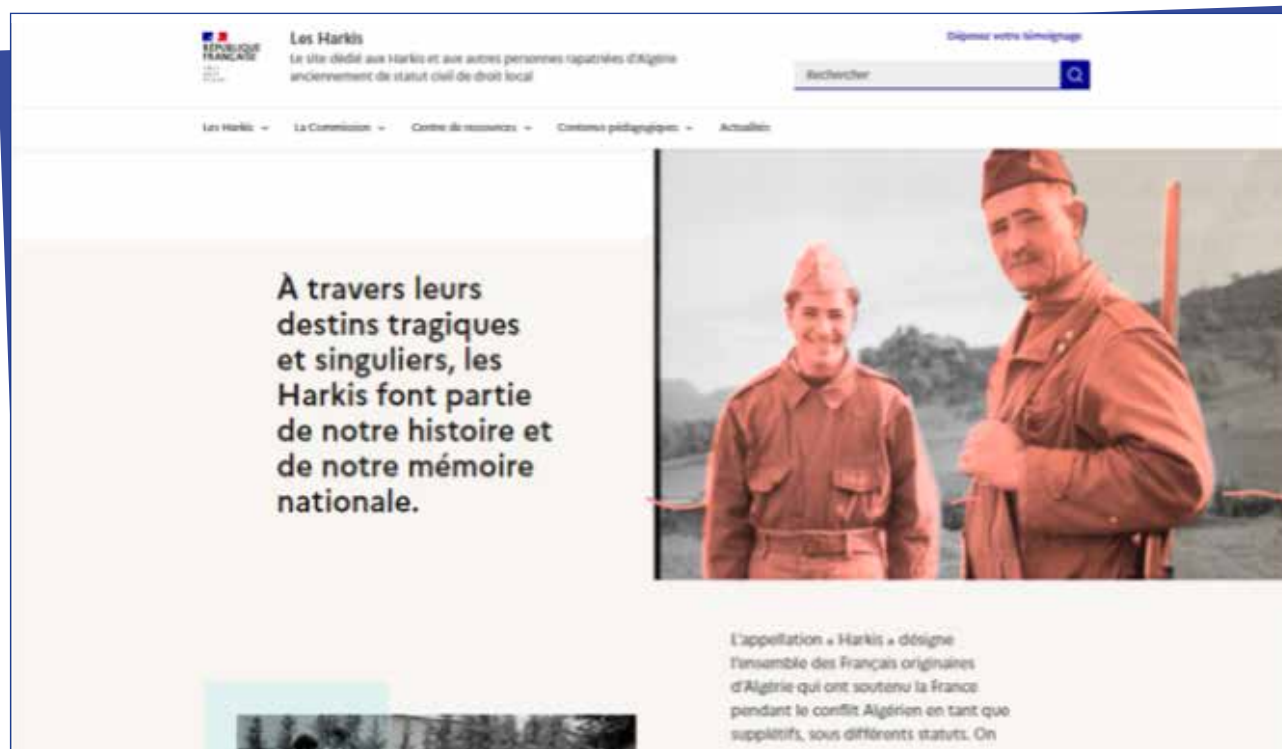 RÉPUBLIQUE
FRANÇAISE
Les Harkis
Le site dédié aux Harkis et aux autres personnes rapatriées d'Algérie
anciennement de statut civil de droit local
Déposez votre témoignage
Rechercher
Les Harkis La Commission Centre de ressources Contenus pédagogiques Actualités
À travers leurs
destins tragiques
et singuliers, les
Harkis font partie
de notre histoire et
de notre mémoire
nationale.
L'appellation « Harkis » désigne
l'ensemble des Français originaires
d'Algérie qui ont soutenu la France
pendant le conflit Algérien en tant que
supplétifs, sous différents statuts. On